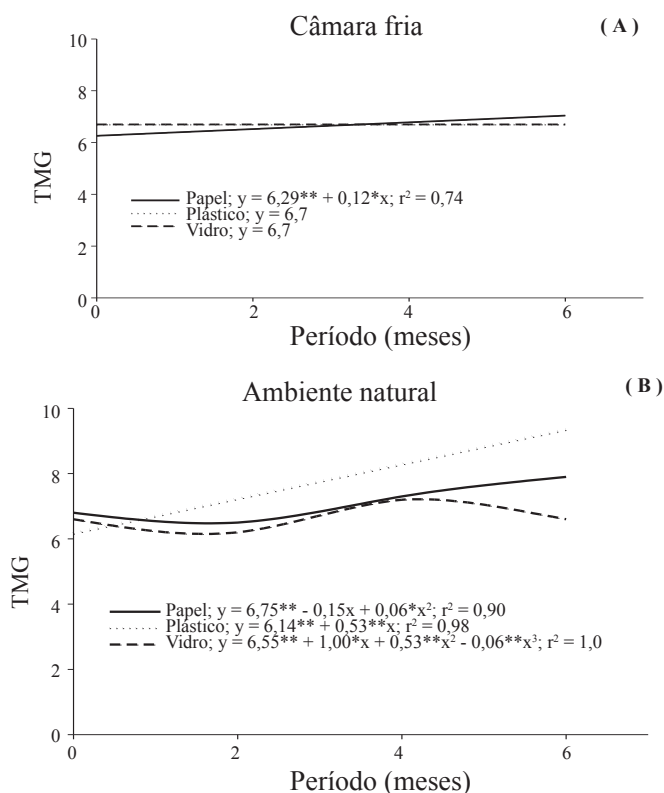 Câmara fria
( A )
10
8
6
4
2
0
TMG
Papel; y = 6,29** + 0,12*x; r² = 0,74
Plástico; y = 6,7
Vidro; y = 6,7
0 2 4 6
Período (meses)
Ambiente natural
( B )
10
8
6
4
2
0
TMG
Papel; y = 6,75** - 0,15x + 0,06*x²; r² = 0,90
Plástico; y = 6,14** + 0,53**x; r² = 0,98
Vidro; y = 6,55** + 1,00*x + 0,53**x² - 0,06**x³; r² = 1,0
0 2 4 6
Período (meses)